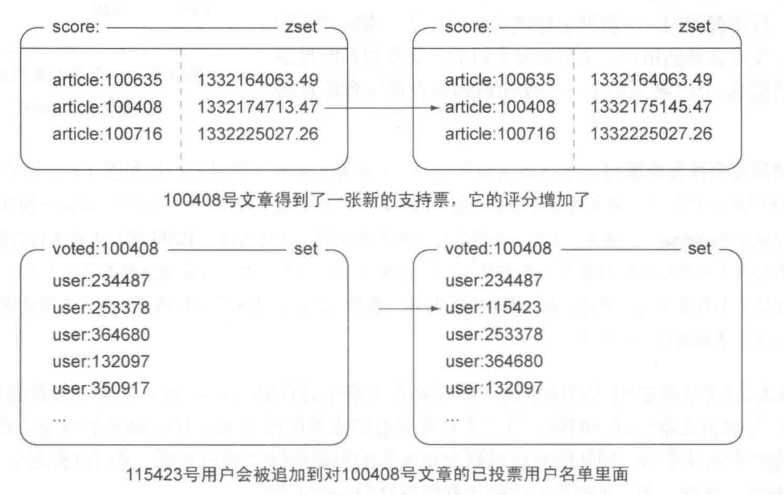 score: zset
article:100635 1332164063.49
article:100408 1332174713.47
article:100716 1332225027.26
score: zset
article:100635 1332164063.49
article:100408 1332175145.47
article:100716 1332225027.26
100408号文章得到了一张新的支持票，它的评分增加了
voted:100408 set
user:234487
user:253378
user:364680
user:132097
user:350917
...
voted:100408 set
user:234487
user:115423
user:253378
user:364680
user:132097
...
115423号用户会被追加到对100408号文章的已投票用户名单里面